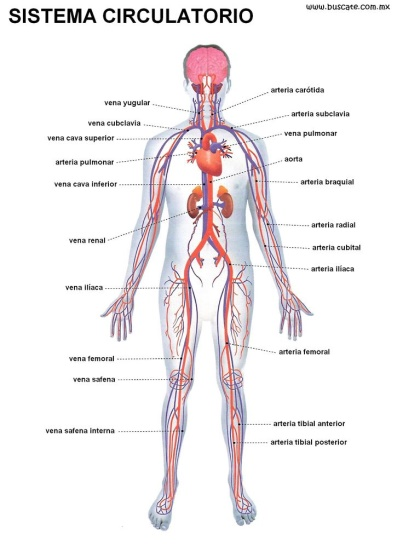 www.buscate.com.mx
SISTEMA CIRCULATORIO
vena yugular
vena cubclavia
vena cava superior
arteria pulmonar
vena cava inferior
vena renal
vena ilíaca
vena femoral
vena safena
vena safena interna
arteria carótida
arteria subclavia
vena pulmonar
aorta
arteria braquial
arteria radial
arteria cubital
arteria ilíaca
arteria femoral
arteria tibial anterior
arteria tibial posterior